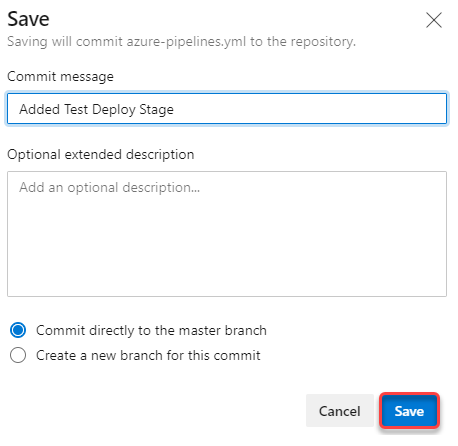 Save
Saving will commit azure-pipelines.yml to the repository.
Commit message
Added Test Deploy Stage
Optional extended description
Add an optional description...
Commit directly to the master branch
Create a new branch for this commit
Cancel Save